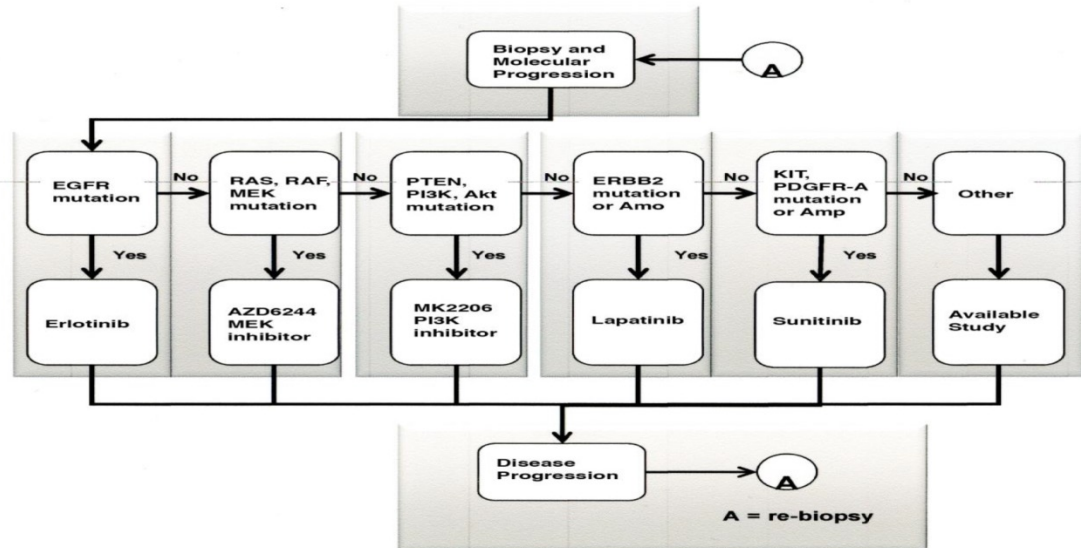 Biopsy and
Molecular
Progression
A
EGFR
mutation
No
RAS, RAF,
MEK
mutation
No
PTEN,
PI3K, Akt
mutation
No
ERBB2
mutation
or Amo
No
KIT,
PDGFR-A
mutation
or Amp
No
Other
Yes
Yes
Yes
Yes
Yes
Erlotinib
AZD6244
MEK
inhibitor
MK2206
PI3K
inhibitor
Lapatinib
Sunitinib
Available
Study
Disease
Progression
A
A = re-biopsy